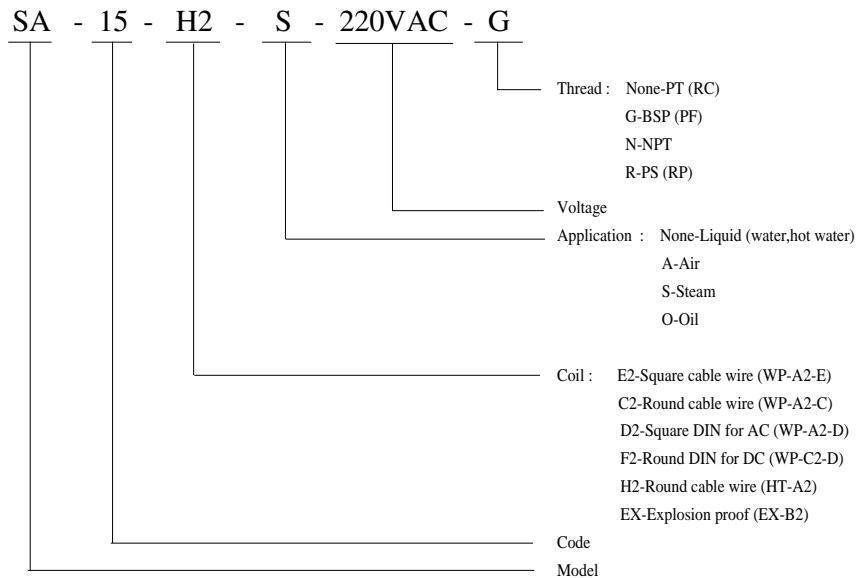 SA - 15 - H2 - S - 220VAC - G
Thread : None-PT (RC)
G-BSP (PF)
N-NPT
R-PS (RP)
Voltage
Application : None-Liquid (water,hot water)
A-Air
S-Steam
O-Oil
Coil : E2-Square cable wire (WP-A2-E)
C2-Round cable wire (WP-A2-C)
D2-Square DIN for AC (WP-A2-D)
F2-Round DIN for DC (WP-C2-D)
H2-Round cable wire (HT-A2)
EX-Explosion proof (EX-B2)
Code
Model